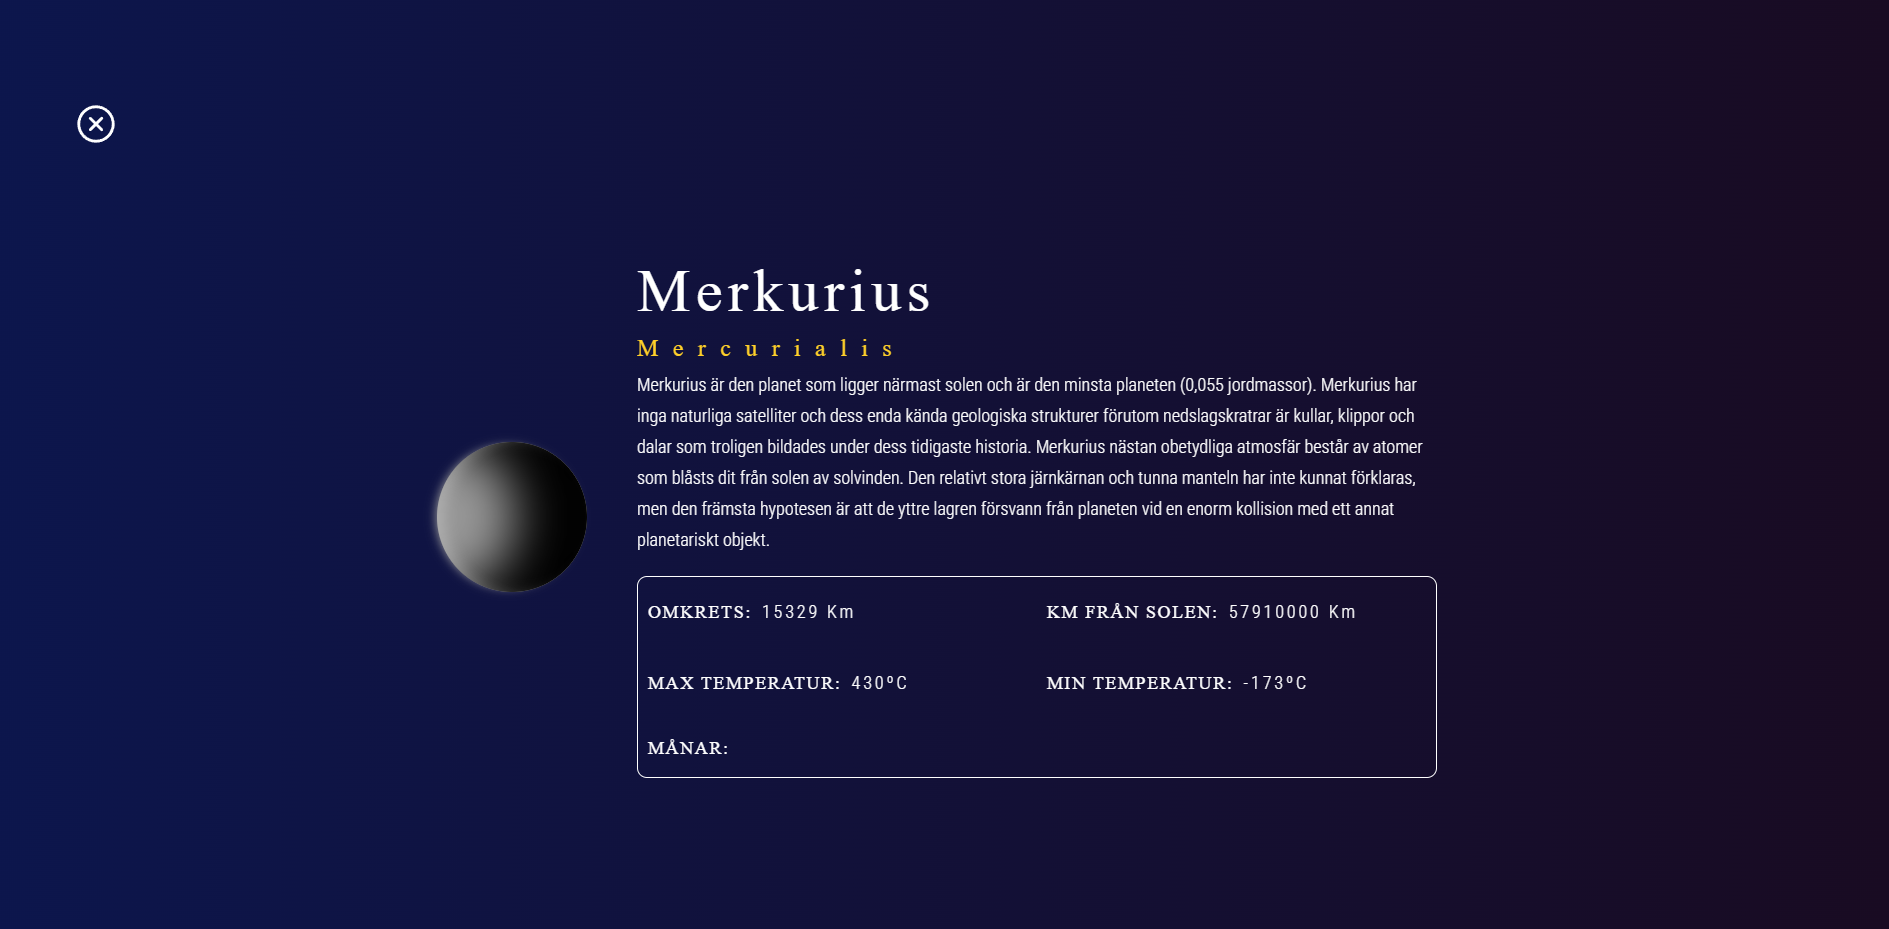 Merkurius
Mercurialis
Merkurius är den planet som ligger närmast solen och är den minsta planeten (0,055 jordmassor). Merkurius har
inga naturliga satelliter och dess enda kända geologiska strukturer förutom nedslagskratrar är kullar, klippor och
dalar som troligen bildades under dess tidigaste historia. Merkurius nästan obetydliga atmosfär består av atomer
som blåsts dit från solen av solvinden. Den relativt stora järnkärnan och tunna manteln har inte kunnat förklaras,
men den främsta hypotesen är att de yttre lagren försvann från planeten vid en enorm kollision med ett annat
planetariskt objekt.
OMKRETS: 15329 Km
KM FRÅN SOLEN: 57910000 Km
MAX TEMPERATUR: 430ºC
MIN TEMPERATUR: -173ºC
MÅNAR: